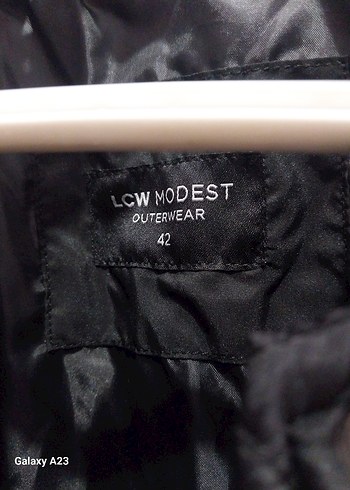 LCW MODEST
OUTERWEAR
42
Galaxy A23